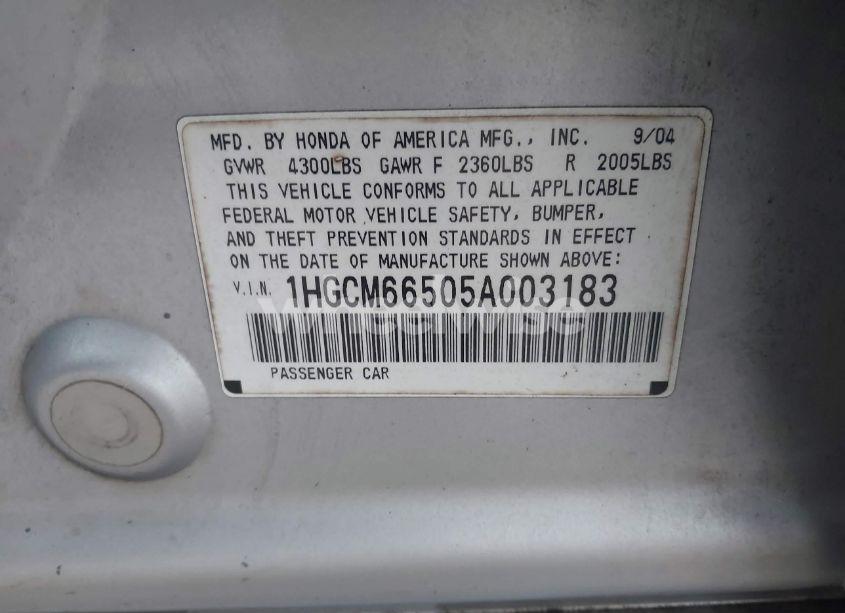 MFD. BY HONDA OF AMERICA MFG., INC. 9/04
GVWR 4300LBS GAWR F 2360LBS R 2005LBS
THIS VEHICLE CONFORMS TO ALL APPLICABLE
FEDERAL MOTOR VEHICLE SAFETY, BUMPER,
AND THEFT PREVENTION STANDARDS IN EFFECT
ON THE DATE OF MANUFACTURE SHOWN ABOVE:
V.I.N. 1HGCM66505A003183
wheelwise
PASSENGER CAR